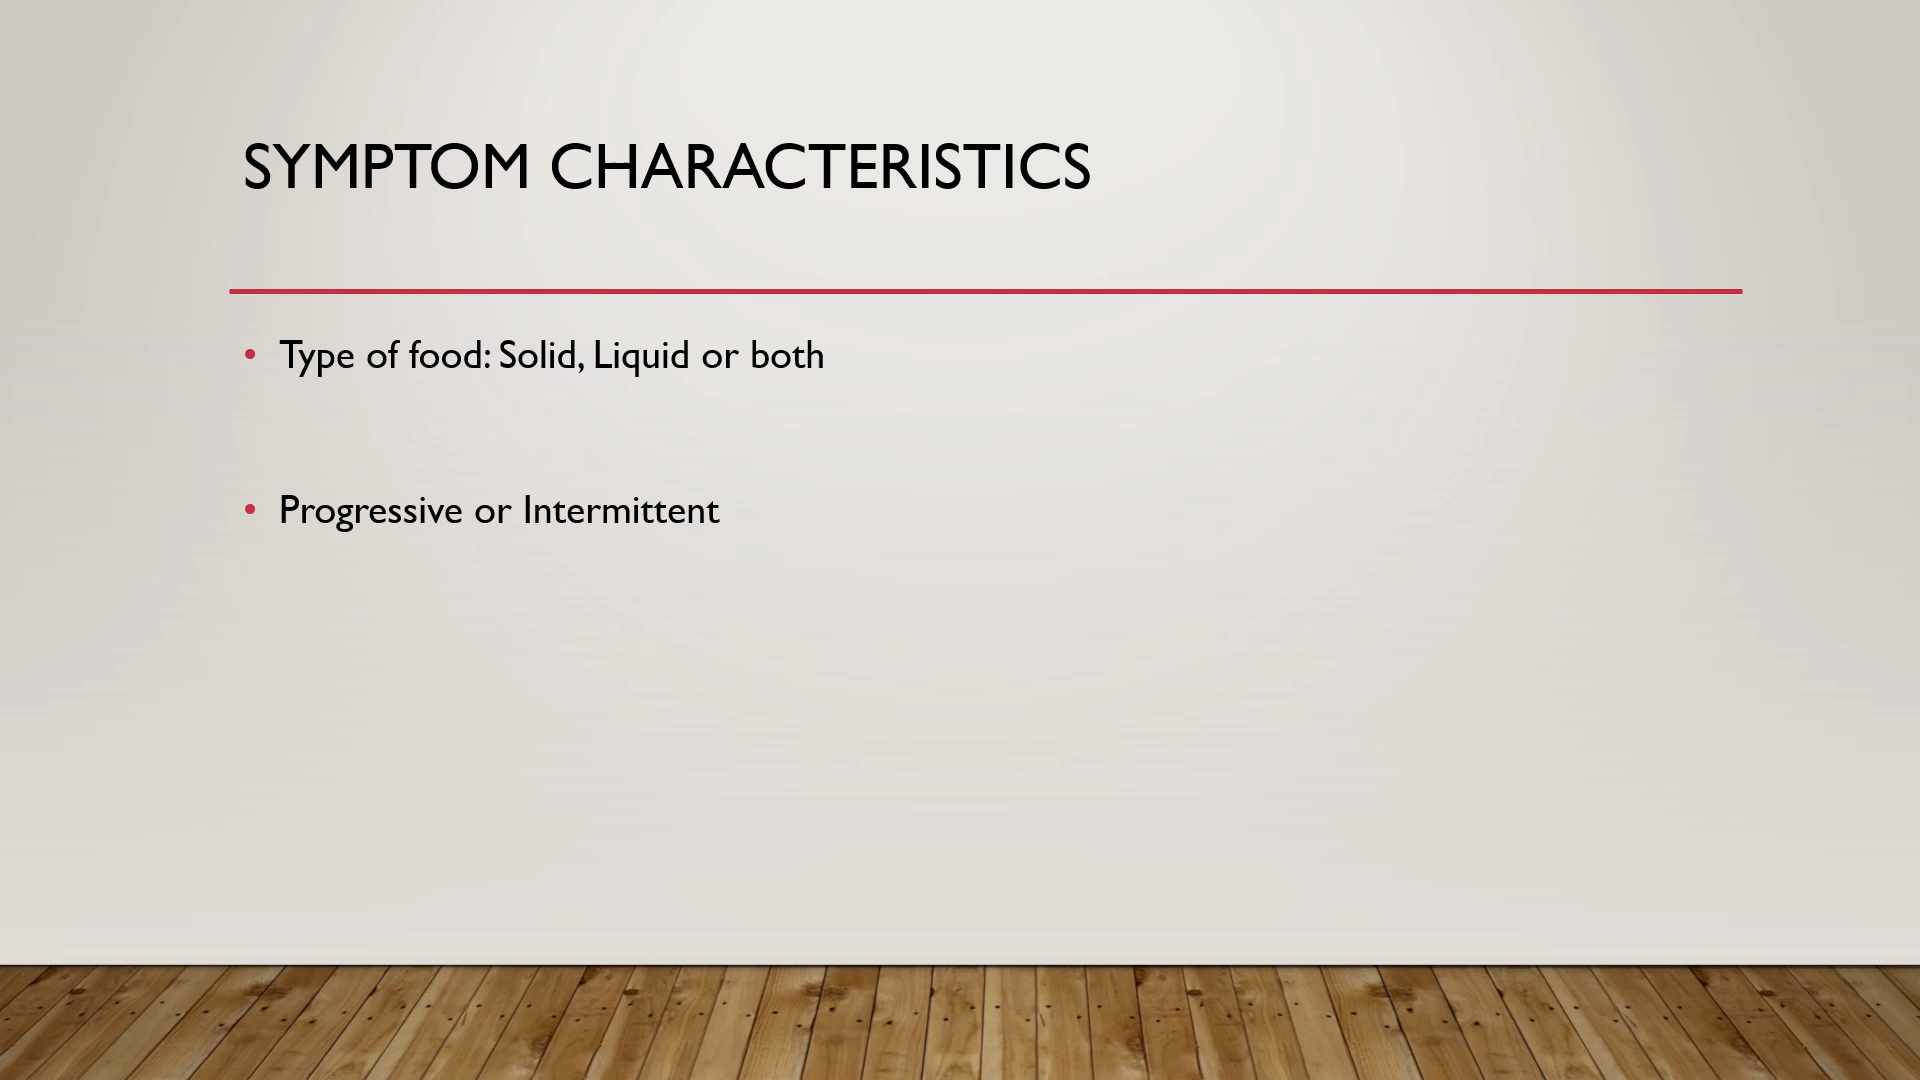 SYMPTOM CHARACTERISTICS
• Type of food: Solid, Liquid or both
• Progressive or Intermittent